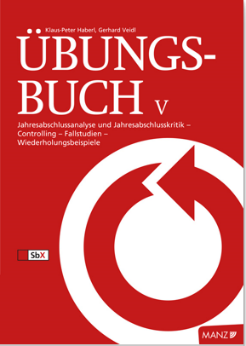 Klaus-Peter Haberl, Gerhard Veidl
ÜBUNGS-
BUCH V
Jahresabschlussanalyse und Jahresabschlusskritik –
Controlling – Fallstudien –
Wiederholungsbeispiele
SbX
MANZ